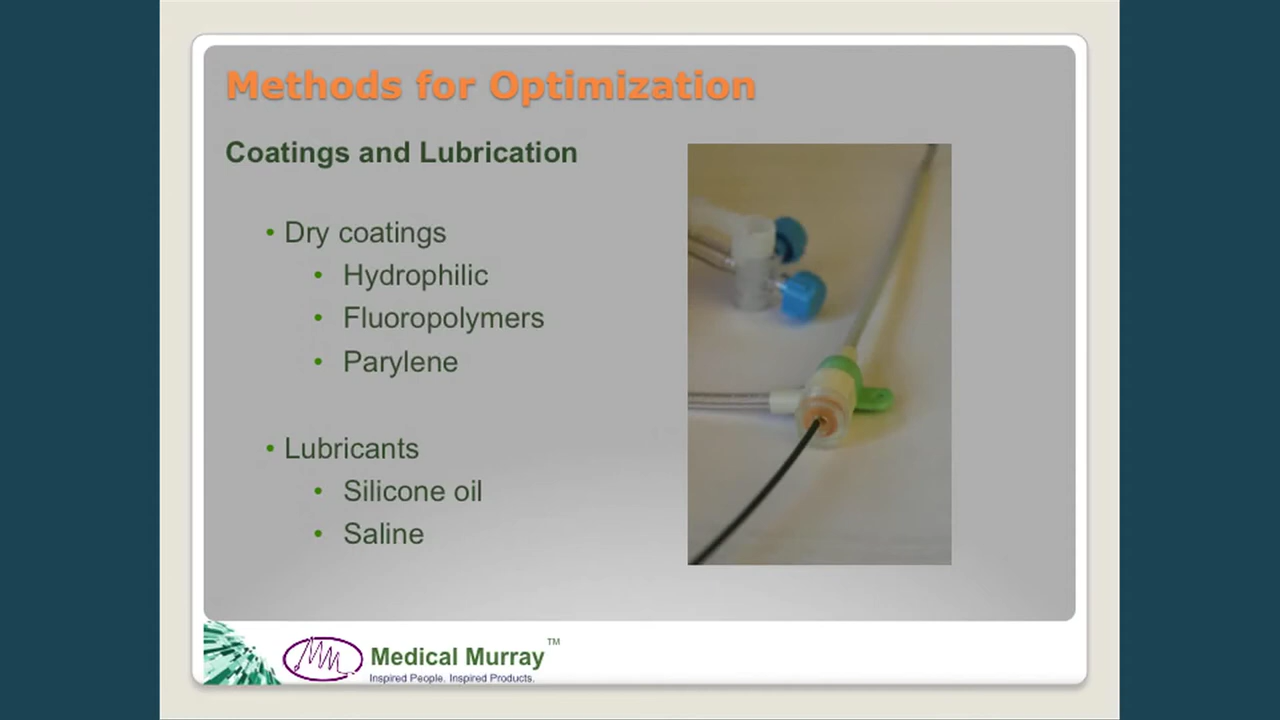 Methods for Optimization
Coatings and Lubrication
• Dry coatings
• Hydrophilic
• Fluoropolymers
• Parylene
• Lubricants
• Silicone oil
• Saline
MM Medical Murray™
Inspired People. Inspired Products.